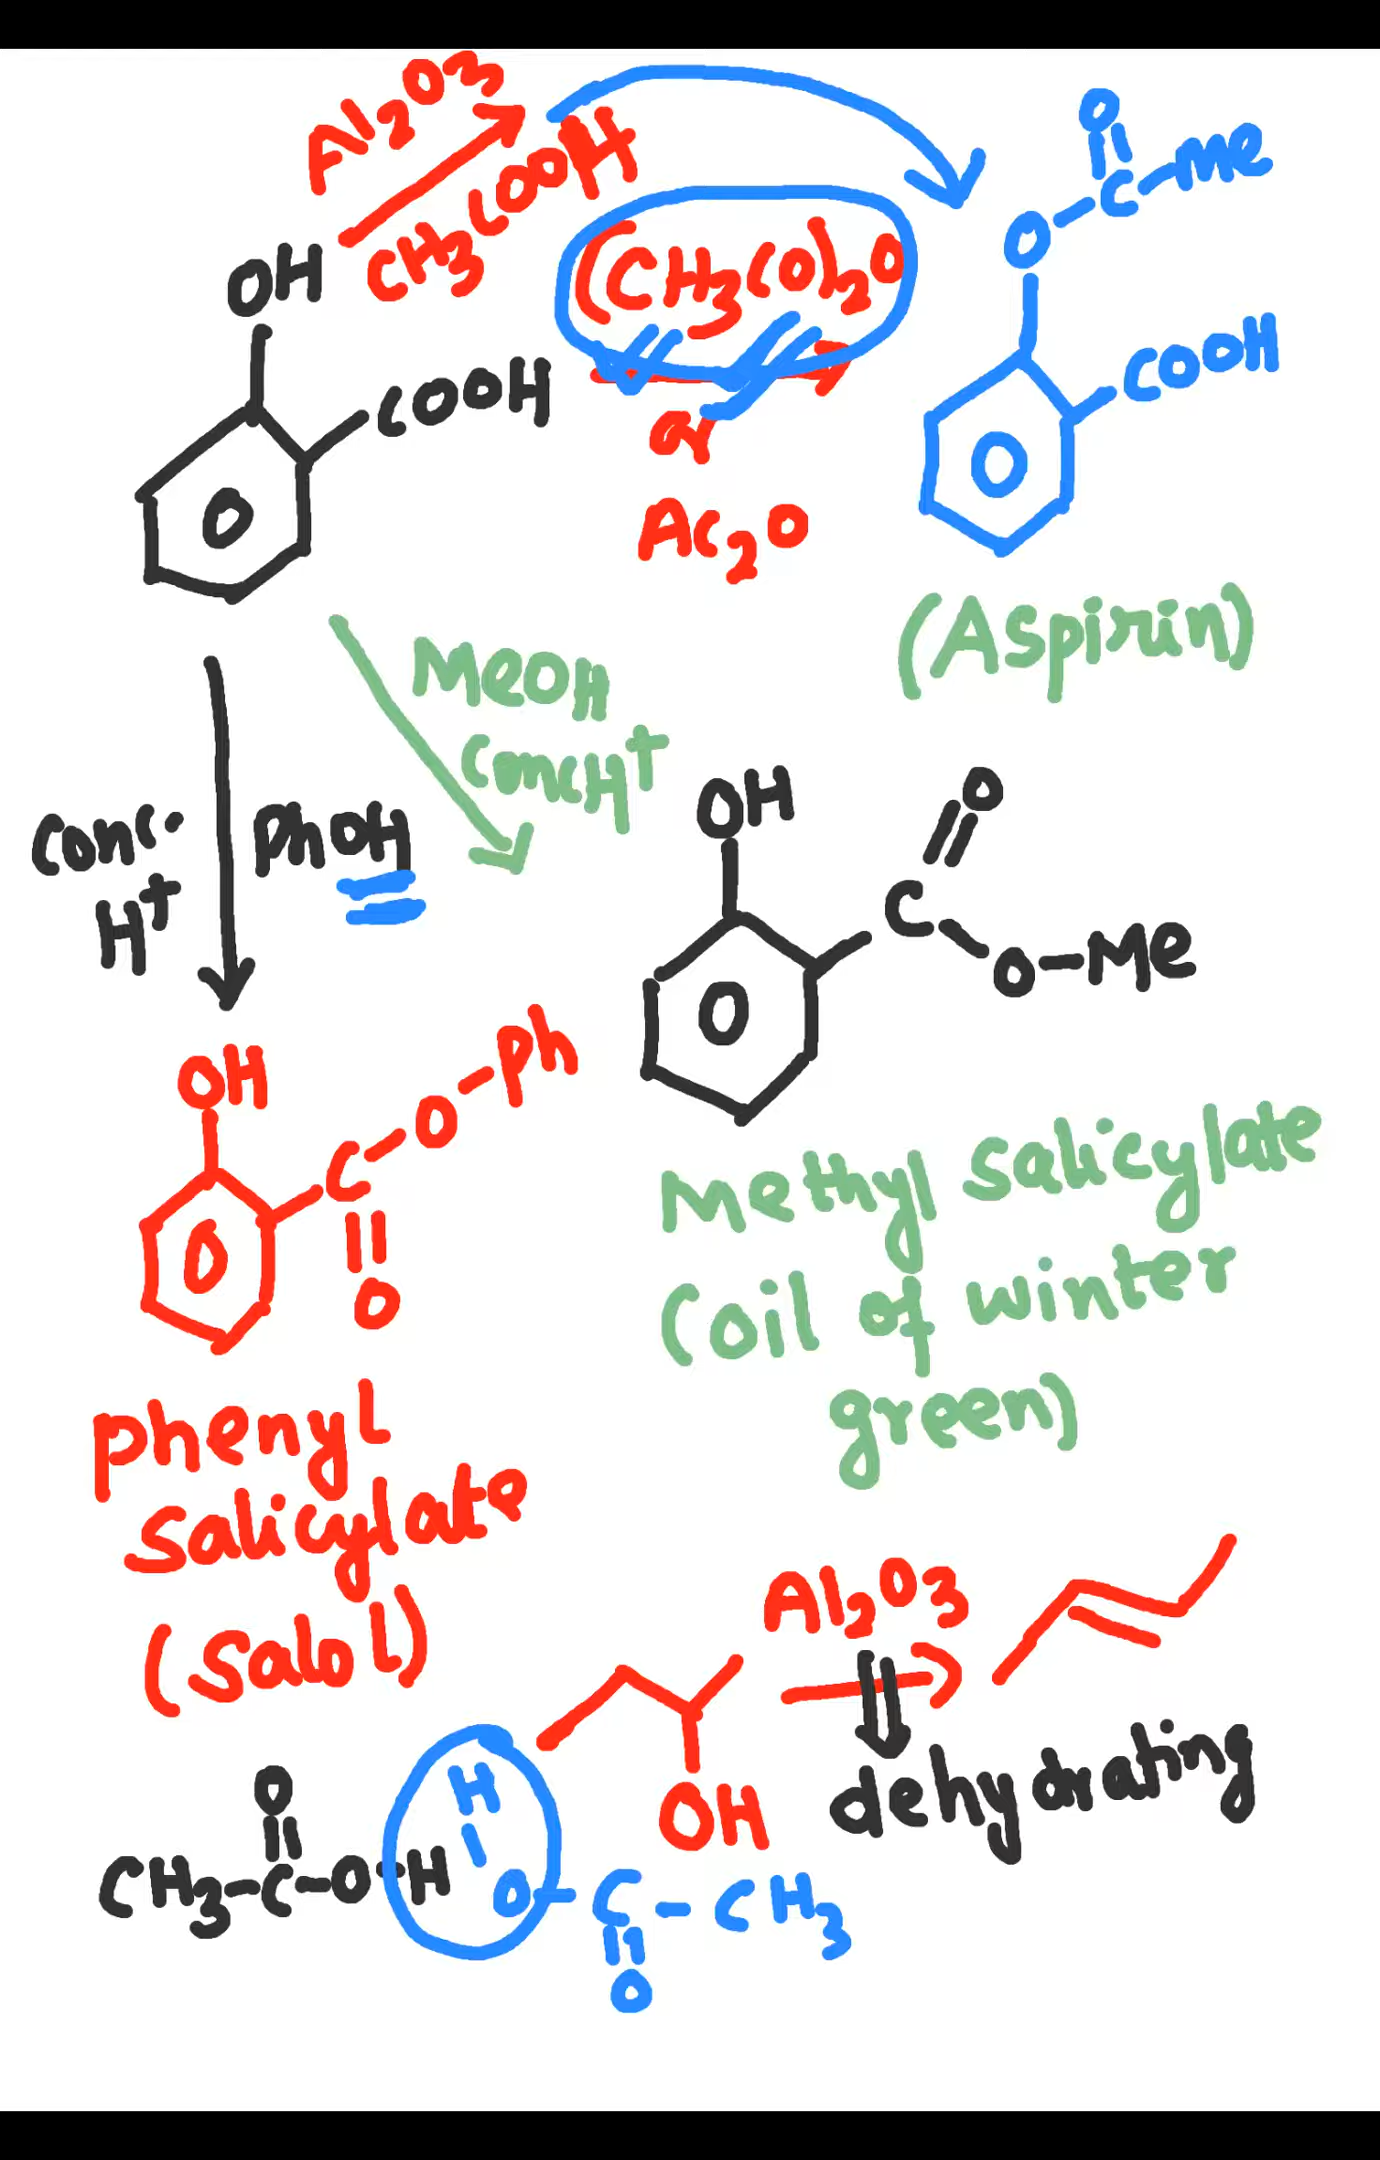 Al2O3
CH3COOH
O
C-Me
O
OH
(CH3CO)2O
COOH
COOH
or
Ac2O
(Aspirin)
MeOH
conc H+
Conc.
H+
PhOH
OH
O
C
O-Me
OH
C-O-Ph
O
Methyl salicylate
(oil of winter
green)
phenyl
salicylate
(salol)
Al2O3
OH
dehydrating
O
CH3-C-O-H
H
O-C-CH3
O